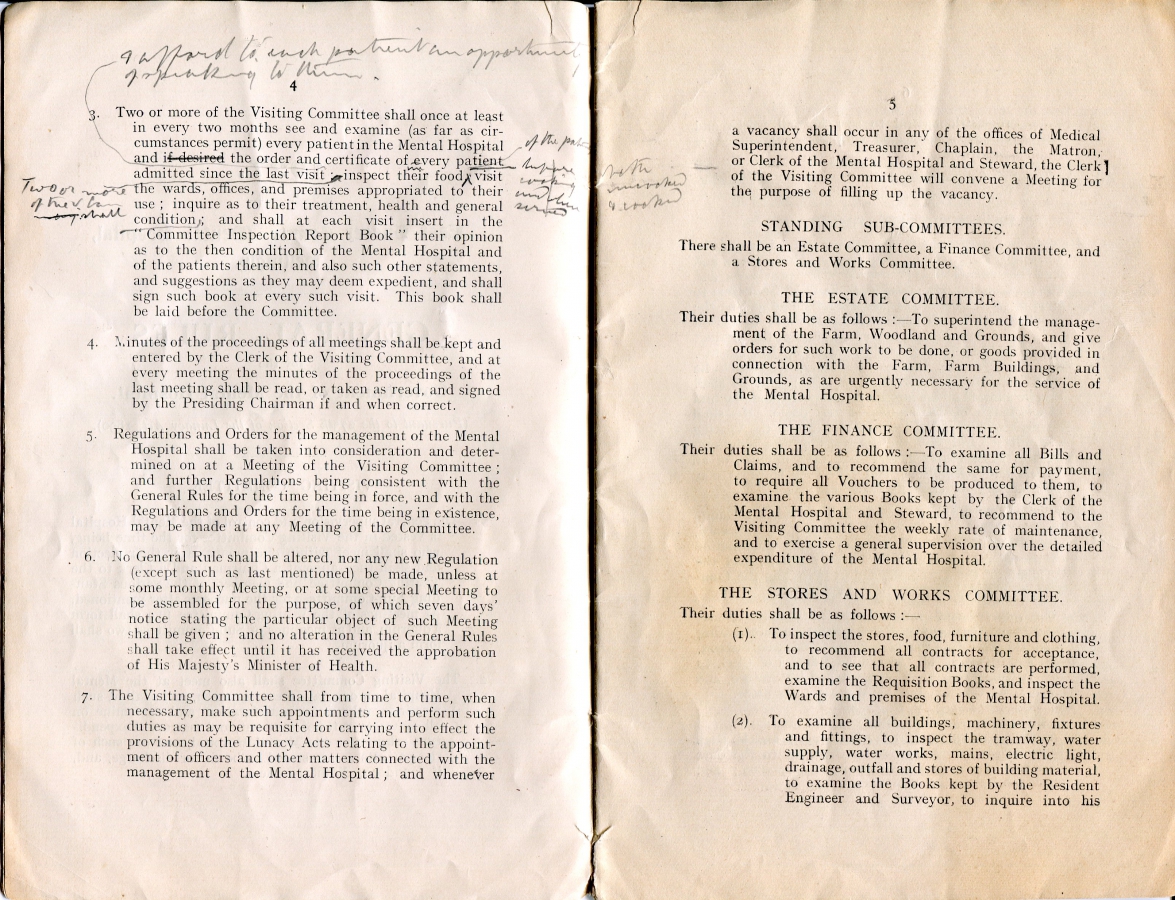 & afford to each patient an opportunity
of speaking to them.
4
3. Two or more of the Visiting Committee shall once at least
in every two months see and examine (as far as cir-
cumstances permit) every patient in the Mental Hospital
and if desired the order and certificate of every patient
admitted since the last visit; inspect their food, visit
the wards, offices, and premises appropriated to their
use; inquire as to their treatment, health and general
condition; and shall at each visit insert in the
"Committee Inspection Report Book" their opinion
as to the then condition of the Mental Hospital and
of the patients therein, and also such other statements,
and suggestions as they may deem expedient, and shall
sign such book at every such visit. This book shall
be laid before the Committee.
Two or more
of the V.
shall
of the
before
cooking
and when
served
4. Minutes of the proceedings of all meetings shall be kept and
entered by the Clerk of the Visiting Committee, and at
every meeting the minutes of the proceedings of the
last meeting shall be read, or taken as read, and signed
by the Presiding Chairman if and when correct.
5. Regulations and Orders for the management of the Mental
Hospital shall be taken into consideration and deter-
mined on at a Meeting of the Visiting Committee;
and further Regulations being consistent with the
General Rules for the time being in force, and with the
Regulations and Orders for the time being in existence,
may be made at any Meeting of the Committee.
6. No General Rule shall be altered, nor any new Regulation
(except such as last mentioned) be made, unless at
some monthly Meeting, or at some special Meeting to
be assembled for the purpose, of which seven days'
notice stating the particular object of such Meeting
shall be given; and no alteration in the General Rules
shall take effect until it has received the approbation
of His Majesty's Minister of Health.
7. The Visiting Committee shall from time to time, when
necessary, make such appointments and perform such
duties as may be requisite for carrying into effect the
provisions of the Lunacy Acts relating to the appoint-
ment of officers and other matters connected with the
management of the Mental Hospital; and whenever
5
both
uncooked
& cooked
a vacancy shall occur in any of the offices of Medical
Superintendent, Treasurer, Chaplain, the Matron,
or Clerk of the Mental Hospital and Steward, the Clerk
of the Visiting Committee will convene a Meeting for
the purpose of filling up the vacancy.
STANDING SUB-COMMITTEES.
There shall be an Estate Committee, a Finance Committee, and
a Stores and Works Committee.
THE ESTATE COMMITTEE.
Their duties shall be as follows :—To superintend the manage-
ment of the Farm, Woodland and Grounds, and give
orders for such work to be done, or goods provided in
connection with the Farm, Farm Buildings, and
Grounds, as are urgently necessary for the service of
the Mental Hospital.
THE FINANCE COMMITTEE.
Their duties shall be as follows :—To examine all Bills and
Claims, and to recommend the same for payment,
to require all Vouchers to be produced to them, to
examine the various Books kept by the Clerk of the
Mental Hospital and Steward, to recommend to the
Visiting Committee the weekly rate of maintenance,
and to exercise a general supervision over the detailed
expenditure of the Mental Hospital.
THE STORES AND WORKS COMMITTEE.
Their duties shall be as follows :—
(1). To inspect the stores, food, furniture and clothing,
to recommend all contracts for acceptance,
and to see that all contracts are performed,
examine the Requisition Books, and inspect the
Wards and premises of the Mental Hospital.
(2). To examine all buildings, machinery, fixtures
and fittings, to inspect the tramway, water
supply, water works, mains, electric light,
drainage, outfall and stores of building material,
to examine the Books kept by the Resident
Engineer and Surveyor, to inquire into his